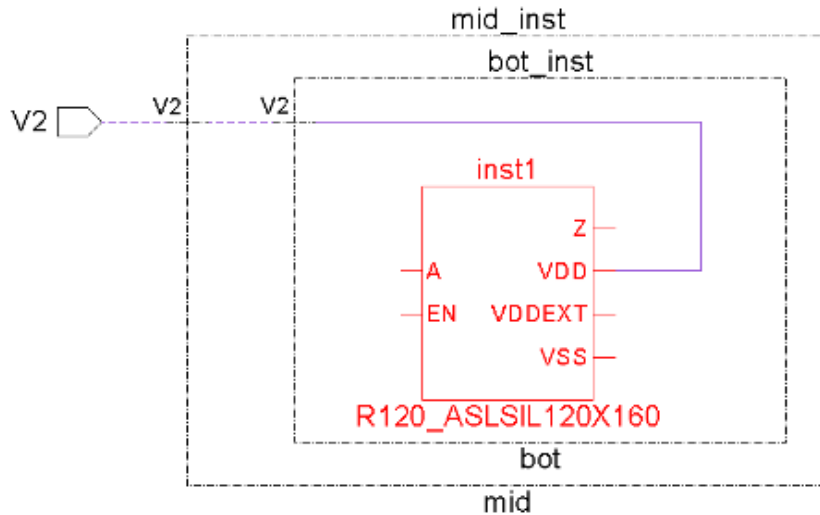 mid_inst
bot_inst
V2 V2 V2
inst1
Z
A VDD
EN VDDEXT
VSS
R120_ASLSIL120X160
bot
mid